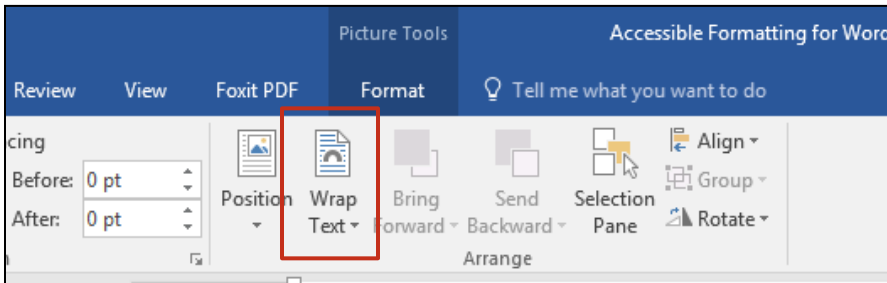 Picture Tools
Accessible Formatting for Word
Review View Foxit PDF Format Tell me what you want to do
cing
Before: 0 pt
After: 0 pt
Position
Wrap Text
Bring Forward
Send Backward
Selection Pane
Align
Group
Rotate
Arrange